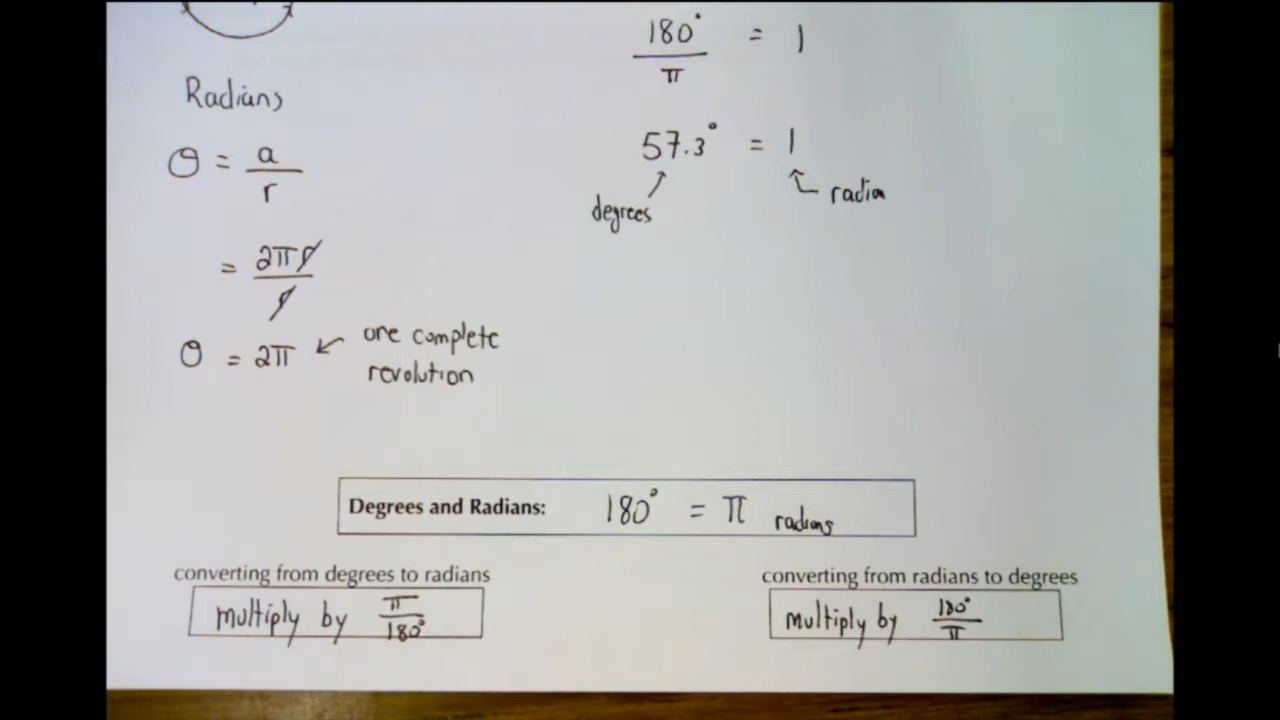 Radians
θ = a/r
= 2πr/r
θ = 2π ← one complete
revolution
180°/π = 1
57.3° = 1
degrees
radian
Degrees and Radians: 180° = π radians
converting from degrees to radians
multiply by π/180°
converting from radians to degrees
multiply by 180°/π